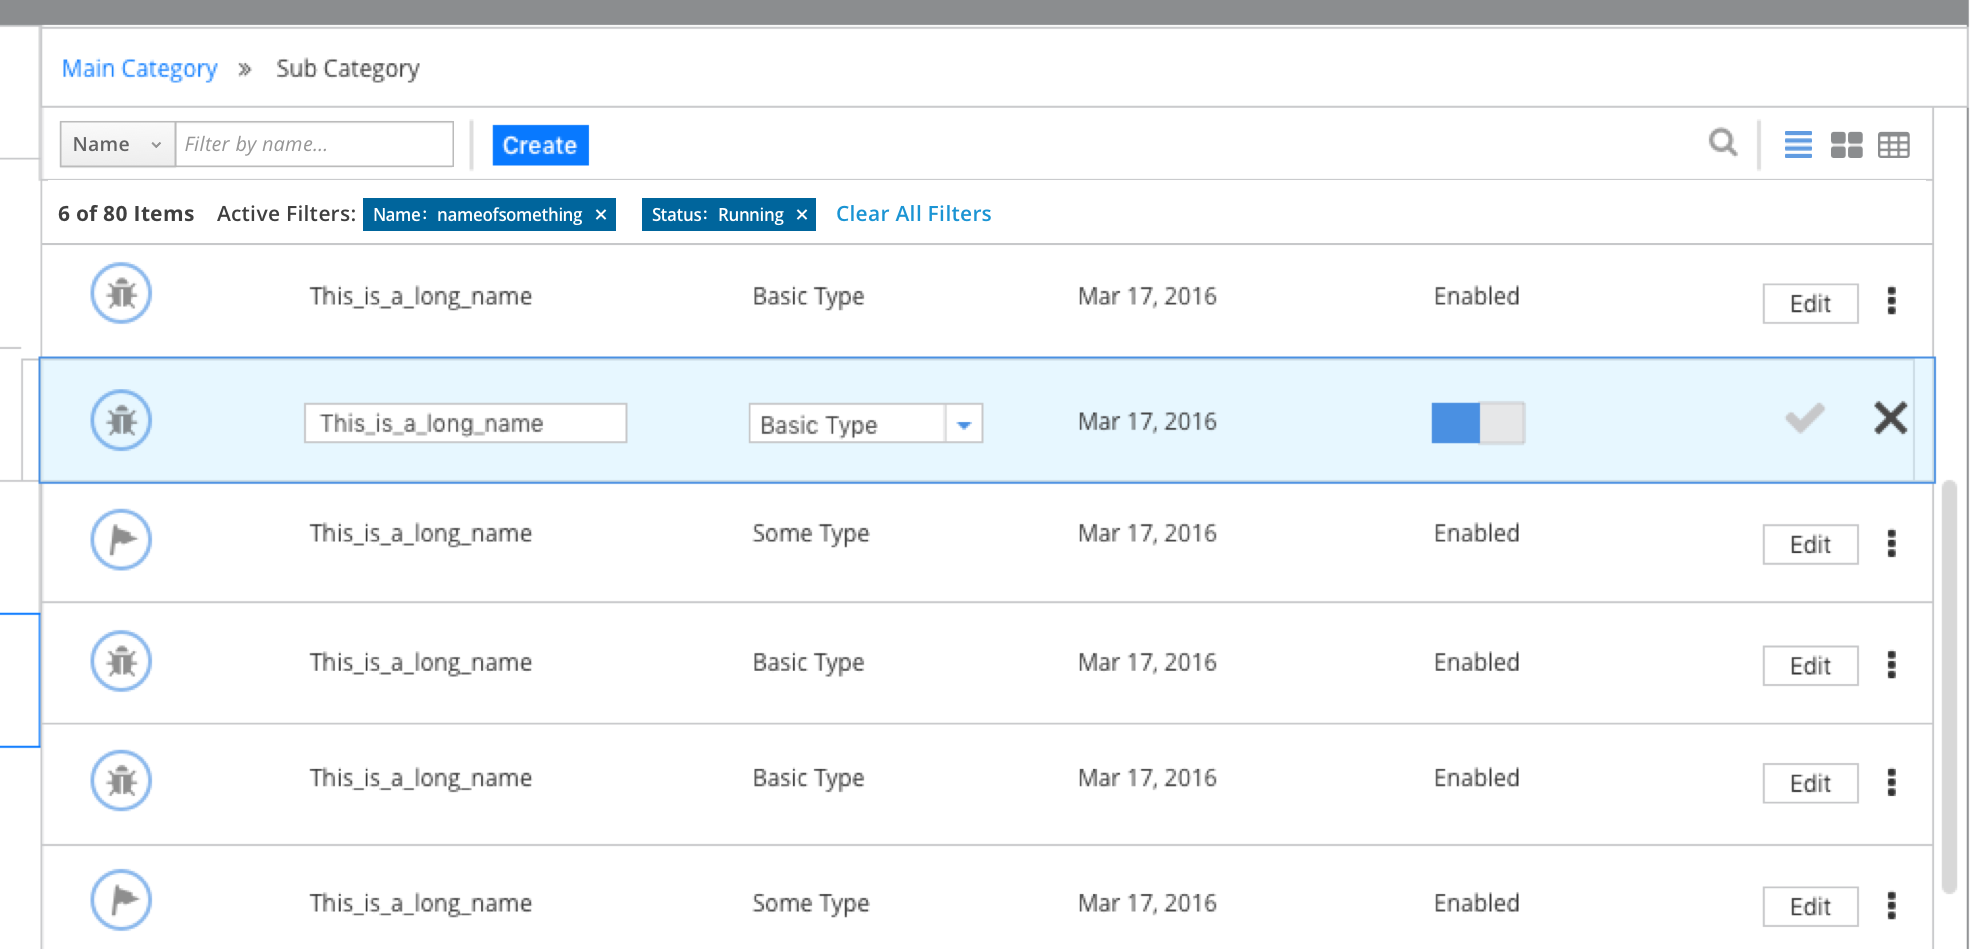 Main Category » Sub Category
Name Filter by name... Create
6 of 80 Items Active Filters: Name: nameofsomething × Status: Running × Clear All Filters
This_is_a_long_name Basic Type Mar 17, 2016 Enabled Edit
This_is_a_long_name Basic Type Mar 17, 2016
This_is_a_long_name Some Type Mar 17, 2016 Enabled Edit
This_is_a_long_name Basic Type Mar 17, 2016 Enabled Edit
This_is_a_long_name Basic Type Mar 17, 2016 Enabled Edit
This_is_a_long_name Some Type Mar 17, 2016 Enabled Edit